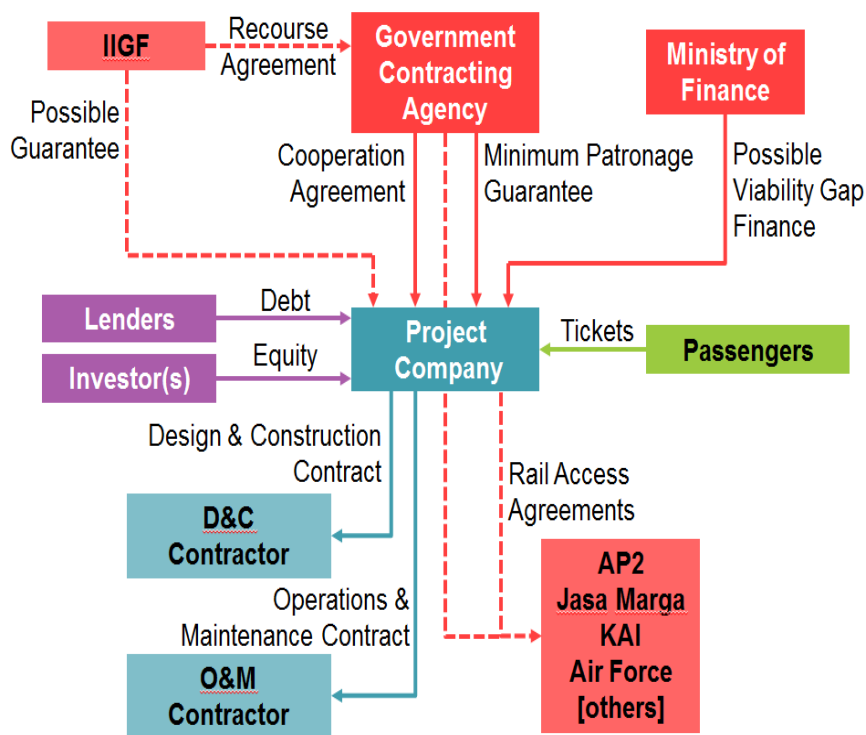 IIGF
Recourse
Agreement
Government
Contracting
Agency
Ministry of
Finance
Possible
Guarantee
Cooperation
Agreement
Minimum Patronage
Guarantee
Possible
Viability Gap
Finance
Lenders
Debt
Investor(s)
Equity
Project
Company
Tickets
Passengers
Design & Construction
Contract
D&C
Contractor
Rail Access
Agreements
Operations &
Maintenance Contract
O&M
Contractor
AP2
Jasa Marga
KAI
Air Force
[others]